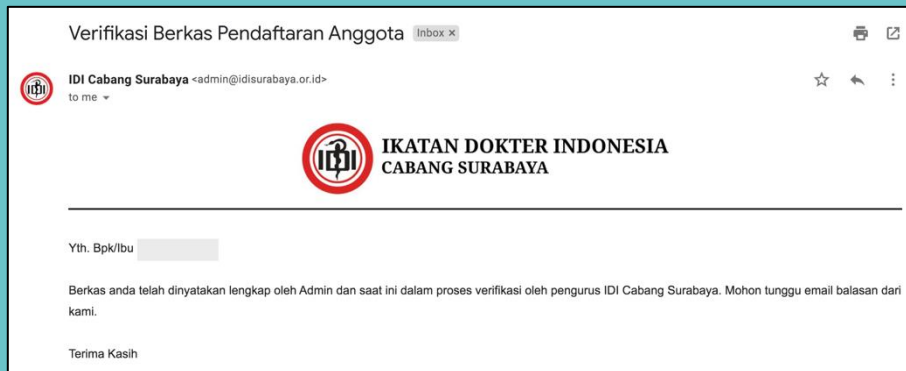 Verifikasi Berkas Pendaftaran Anggota Inbox ×
IDI Cabang Surabaya <admin@idisurabaya.or.id>
to me
IDI
IKATAN DOKTER INDONESIA
CABANG SURABAYA
Yth. Bpk/Ibu
Berkas anda telah dinyatakan lengkap oleh Admin dan saat ini dalam proses verifikasi oleh pengurus IDI Cabang Surabaya. Mohon tunggu email balasan dari
kami.
Terima Kasih